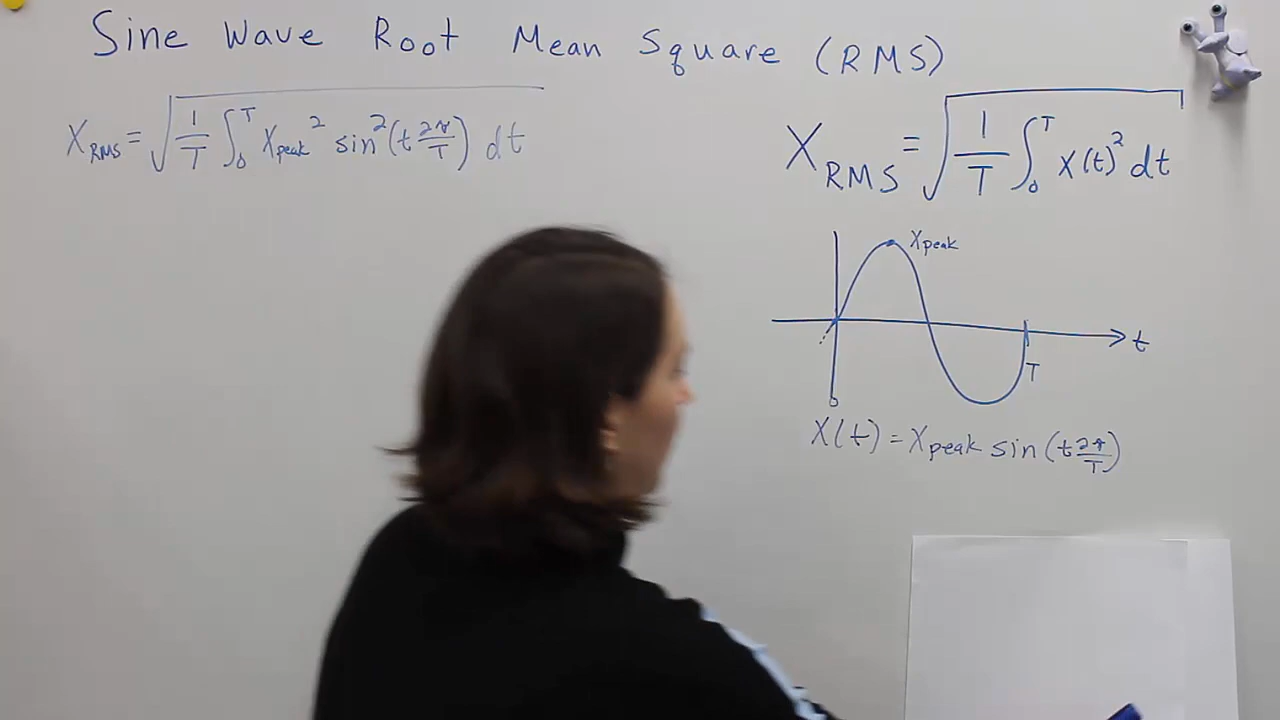 Sine Wave Root Mean Square (RMS)
X_RMS = √(1/T ∫₀ᵀ X_peak² sin²(t 2π/T) dt)
X_RMS = √(1/T ∫₀ᵀ X(t)² dt)
X_peak
t
T
X(t) = X_peak sin(t 2π/T)